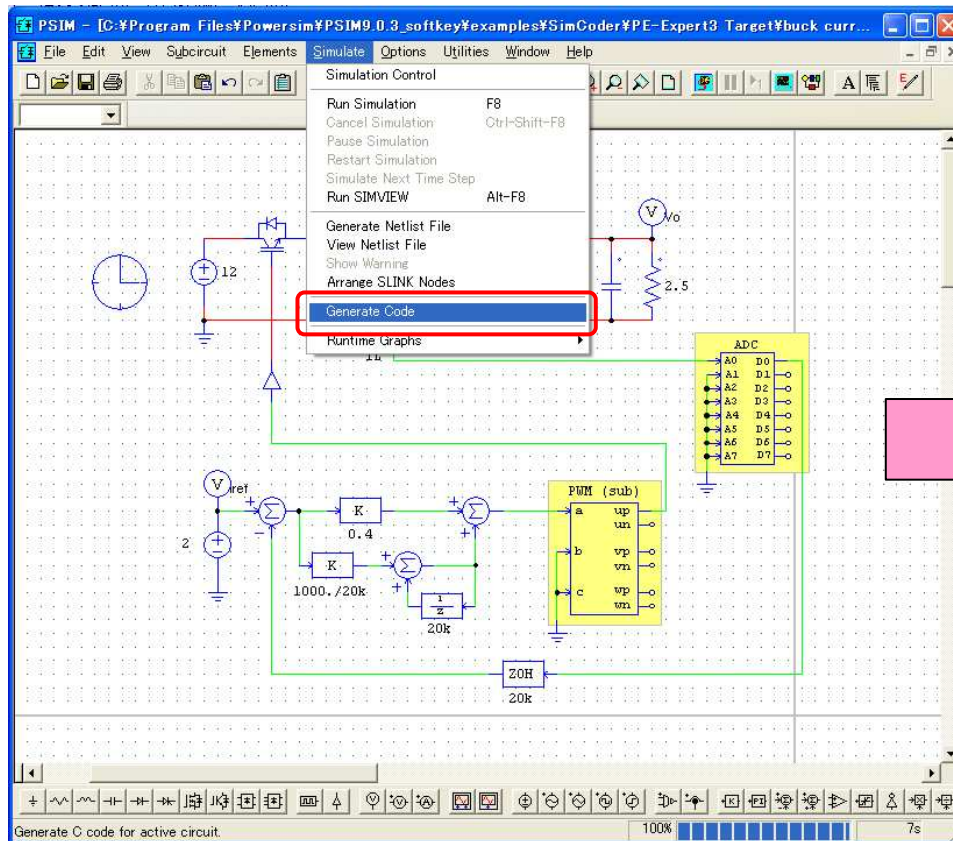 PSIM - [C:¥Program Files¥Powersim¥PSIM9.0.3_softkey¥examples¥SimCoder¥PE-Expert3 Target¥buck curr...
File Edit View Subcircuit Elements Simulate Options Utilities Window Help
Simulation Control
Run Simulation F8
Cancel Simulation Ctrl-Shift-F8
Pause Simulation
Restart Simulation
Simulate Next Time Step
Run SIMVIEW Alt-F8
Generate Netlist File
View Netlist File
Show Warning
Arrange SLINK Nodes
Generate Code
Runtime Graphs
V Vo
12
2.5
ADC
A0 D0
A1 D1
A2 D2
A3 D3
A4 D4
A5 D5
A6 D6
A7 D7
V
2
K
0.4
K
1000./20k
1
z
20k
PWM (sub)
a up
un
b vp
vn
c wp
wn
ZOH
20k
Generate C code for active circuit.
100%
7s